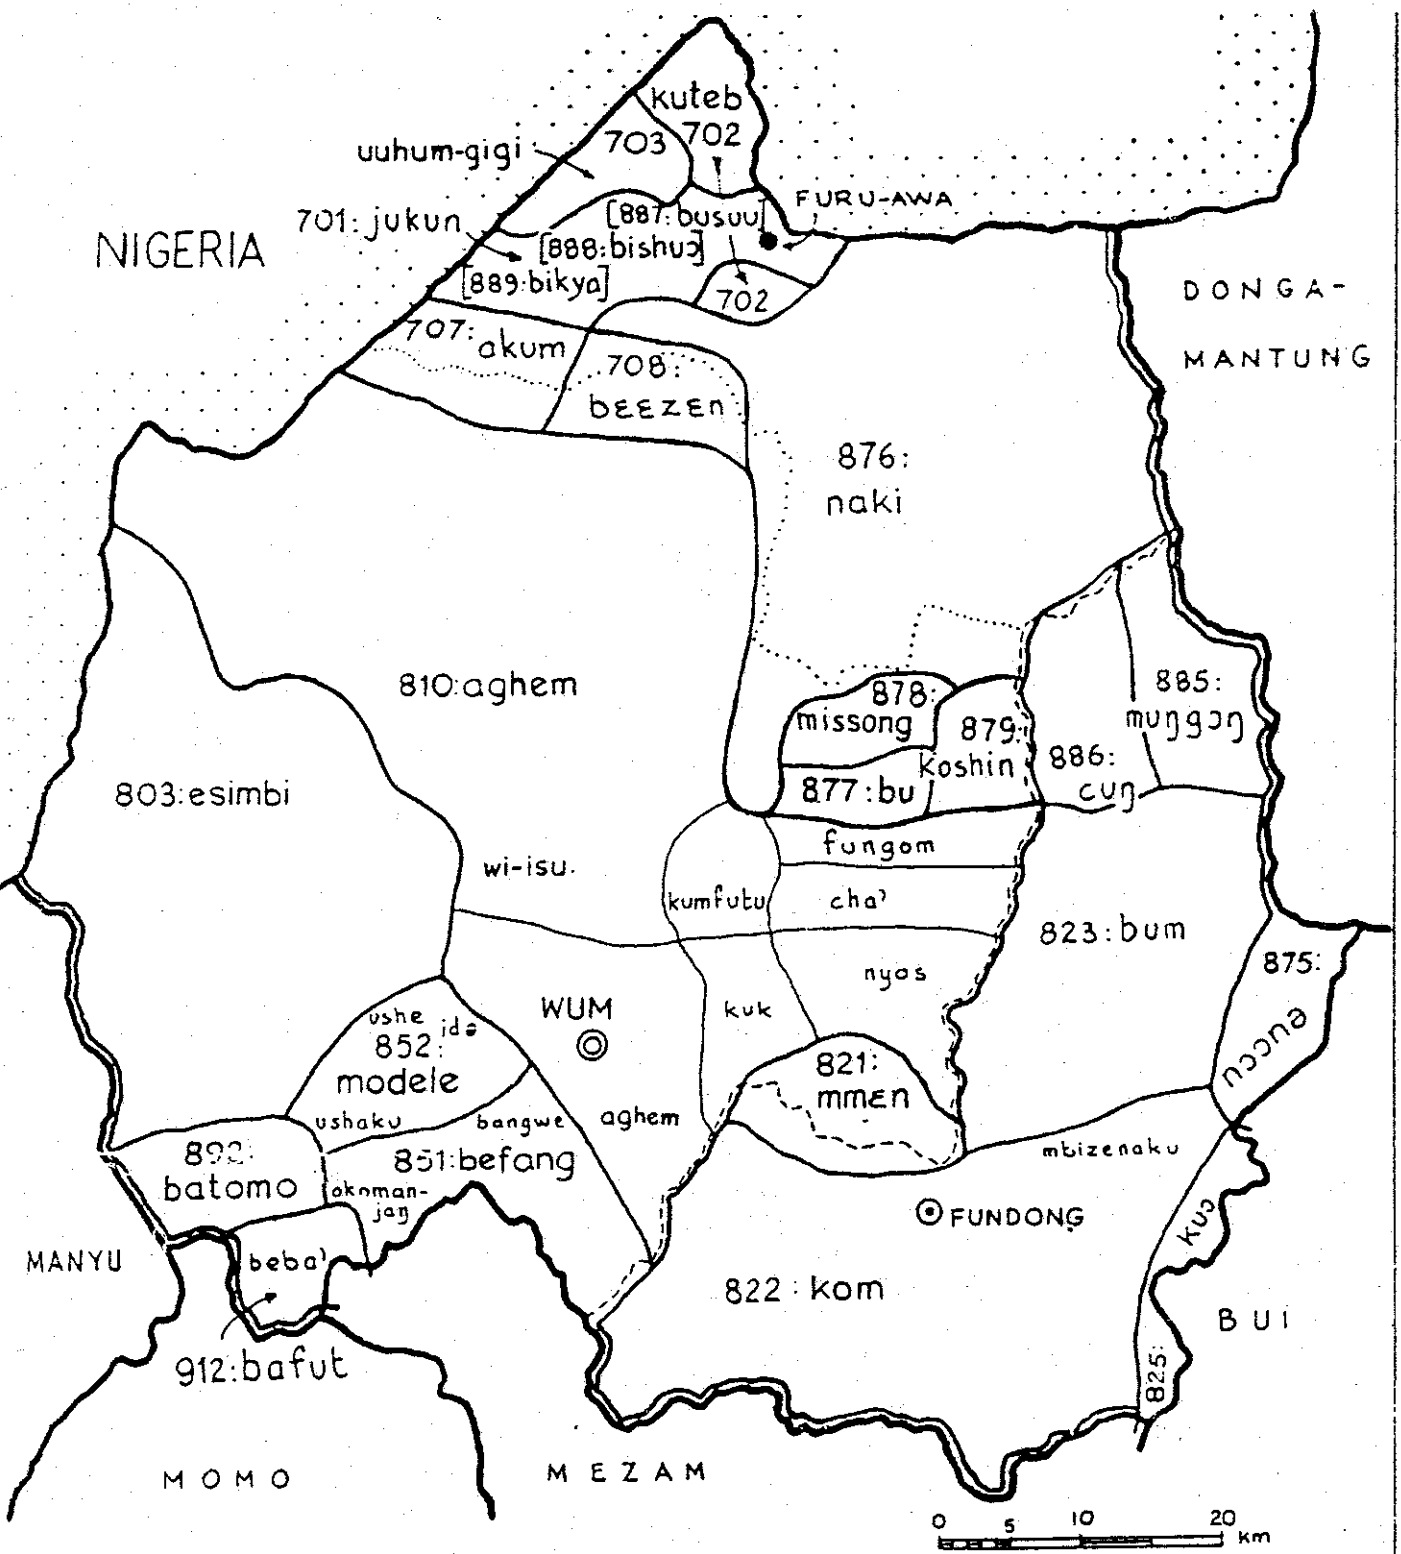 kuteb
702
703
uuhum-gigi
FURU-AWA
701: jukun
[887: busuu]
[888: bishuɔ]
[889: bikya]
NIGERIA
702
DONGA-
MANTUNG
707:
akum
708:
bɛɛzɛn
876:
naki
810: aghem
878:
missong
879:
koshin
877: bu
885:
muŋgɔŋ
886:
cuŋ
803: esimbi
fungom
wi-isu.
kumfutu
cha'
823: bum
875:
nɔɔnə
nyos
WUM
kuk
ushe
idə
852:
modele
ushaku
821:
mmɛn
bangwe
aghem
892:
batomo
851: befang
okoman-
jaŋ
mbizenaku
FUNDONG
kuɔ
MANYU
beba'
822: kom
BUI
912: bafut
825:
MOMO
MEZAM
0 5 10 20 km